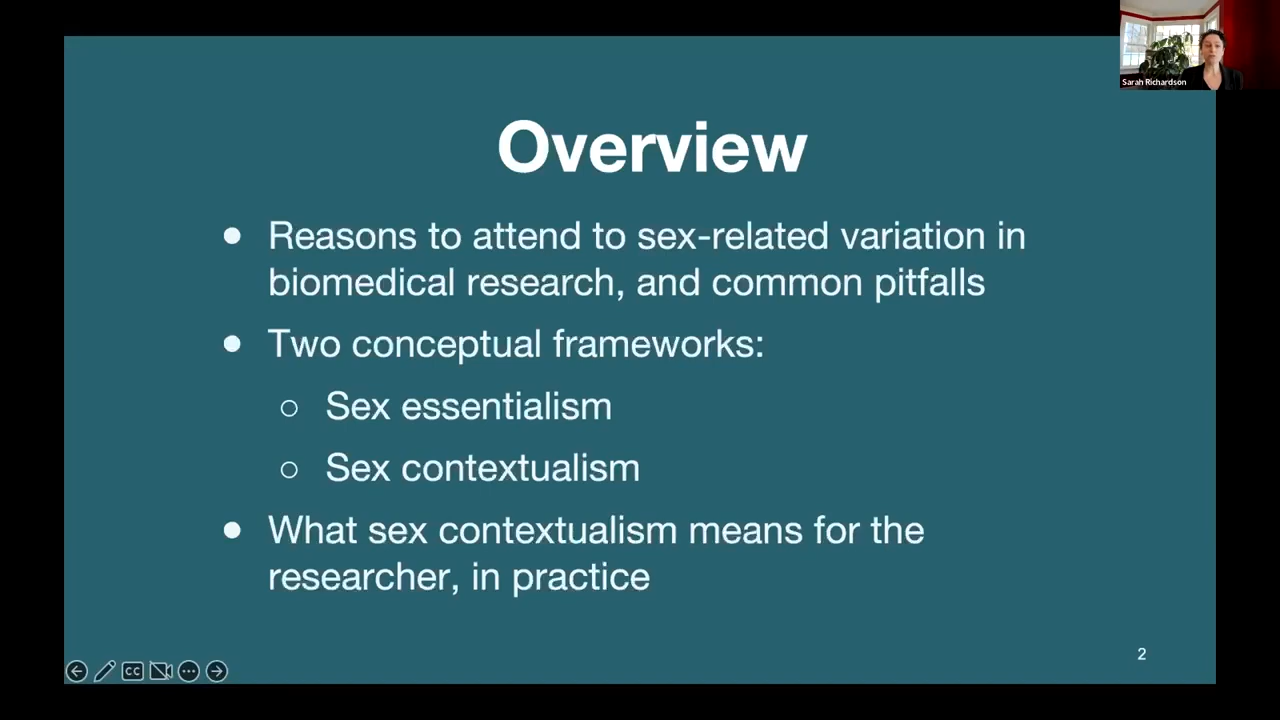 Sarah Richardson
Overview
● Reasons to attend to sex-related variation in
biomedical research, and common pitfalls
● Two conceptual frameworks:
○ Sex essentialism
○ Sex contextualism
● What sex contextualism means for the
researcher, in practice
2
CC